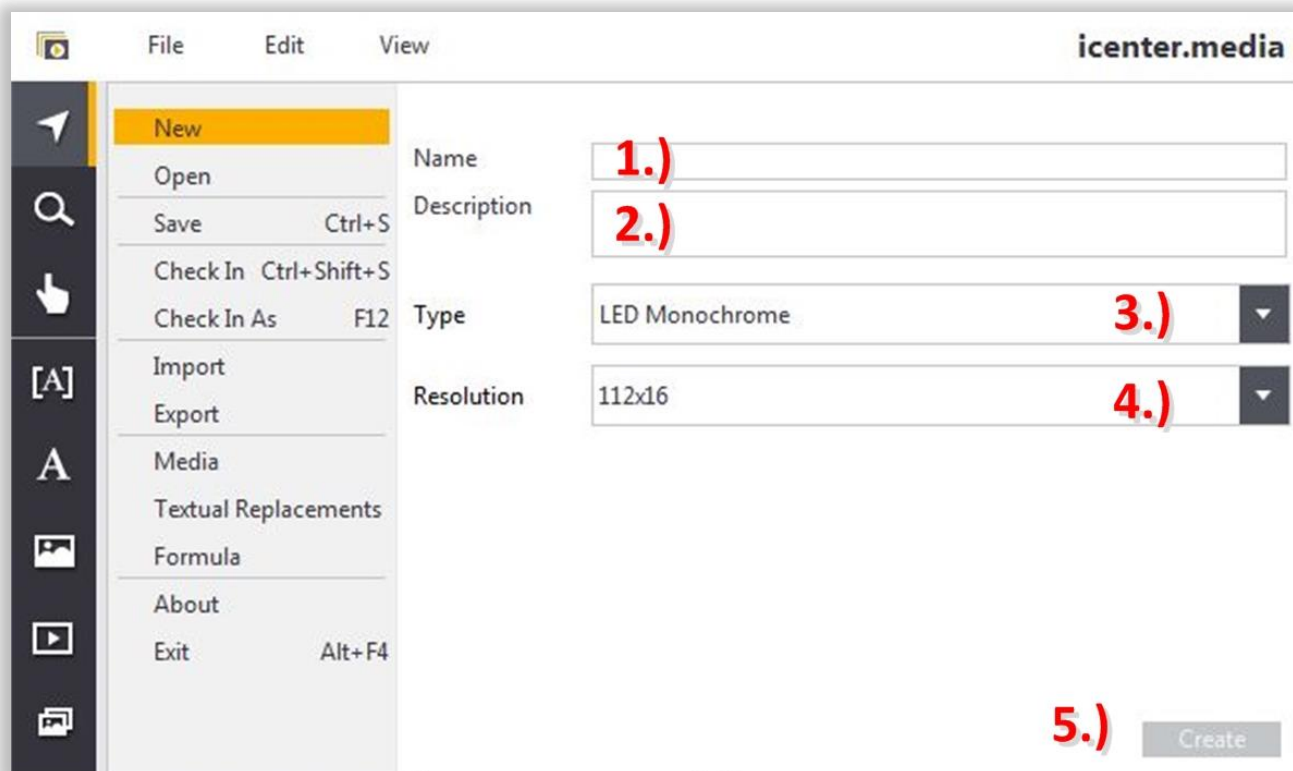 File Edit View icenter.media
New
Open
Save Ctrl+S
Check In Ctrl+Shift+S
Check In As F12
Import
Export
Media
Textual Replacements
Formula
About
Exit Alt+F4
Name 1.)
Description 2.)
Type LED Monochrome 3.)
Resolution 112x16 4.)
5.) Create
[A]
A